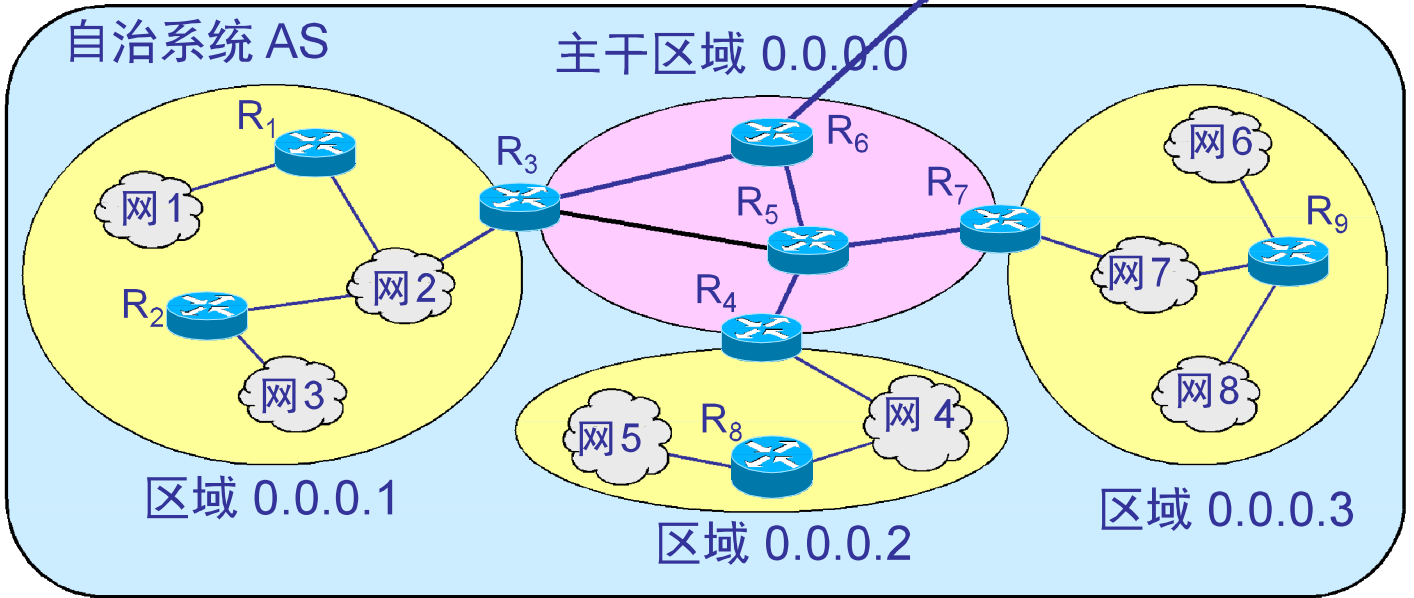 自治系统 AS
主干区域 0.0.0.0
R1
R3
R6
网6
网1
R5
R7
R9
网2
网7
R2
R4
网3
网8
网5
R8
网4
区域 0.0.0.1
区域 0.0.0.2
区域 0.0.0.3